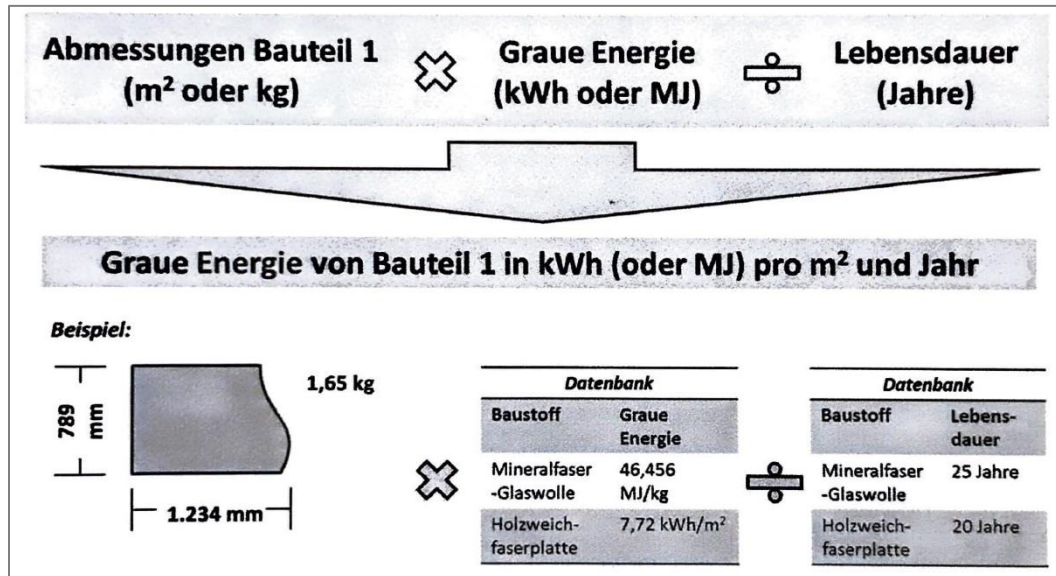 Abmessungen Bauteil 1
(m² oder kg)
Graue Energie
(kWh oder MJ)
Lebensdauer
(Jahre)
Graue Energie von Bauteil 1 in kWh (oder MJ) pro m² und Jahr
Beispiel:
789
mm
1.234 mm
1,65 kg
Datenbank
Baustoff Graue
Energie
Mineralfaser 46,456
-Glaswolle MJ/kg
Holzweich- 7,72 kWh/m²
faserplatte
Datenbank
Baustoff Lebens-
dauer
Mineralfaser 25 Jahre
-Glaswolle
Holzweich- 20 Jahre
faserplatte